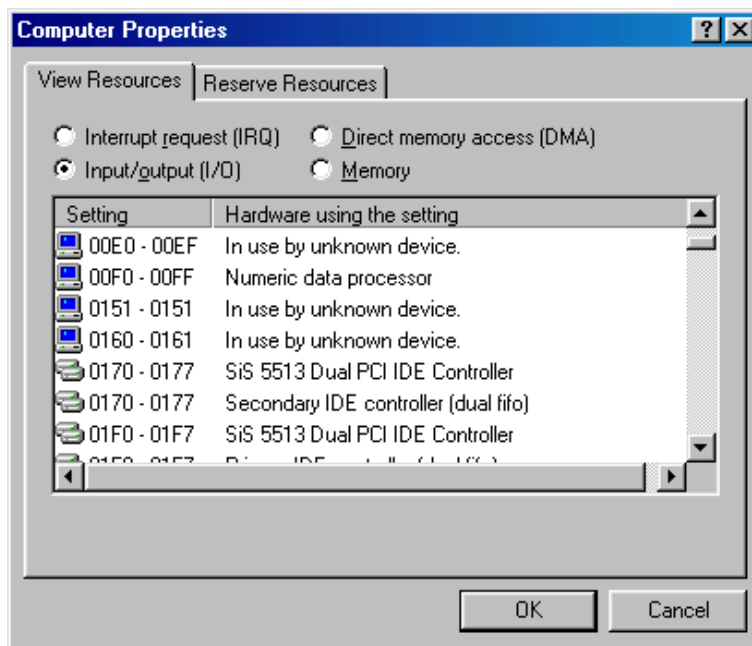 Computer Properties
View Resources
Reserve Resources
Interrupt request (IRQ)
Direct memory access (DMA)
Input/output (I/O)
Memory
Setting
Hardware using the setting
00E0 - 00EF In use by unknown device.
00F0 - 00FF Numeric data processor
0151 - 0151 In use by unknown device.
0160 - 0161 In use by unknown device.
0170 - 0177 SiS 5513 Dual PCI IDE Controller
0170 - 0177 Secondary IDE controller (dual fifo)
01F0 - 01F7 SiS 5513 Dual PCI IDE Controller
OK
Cancel